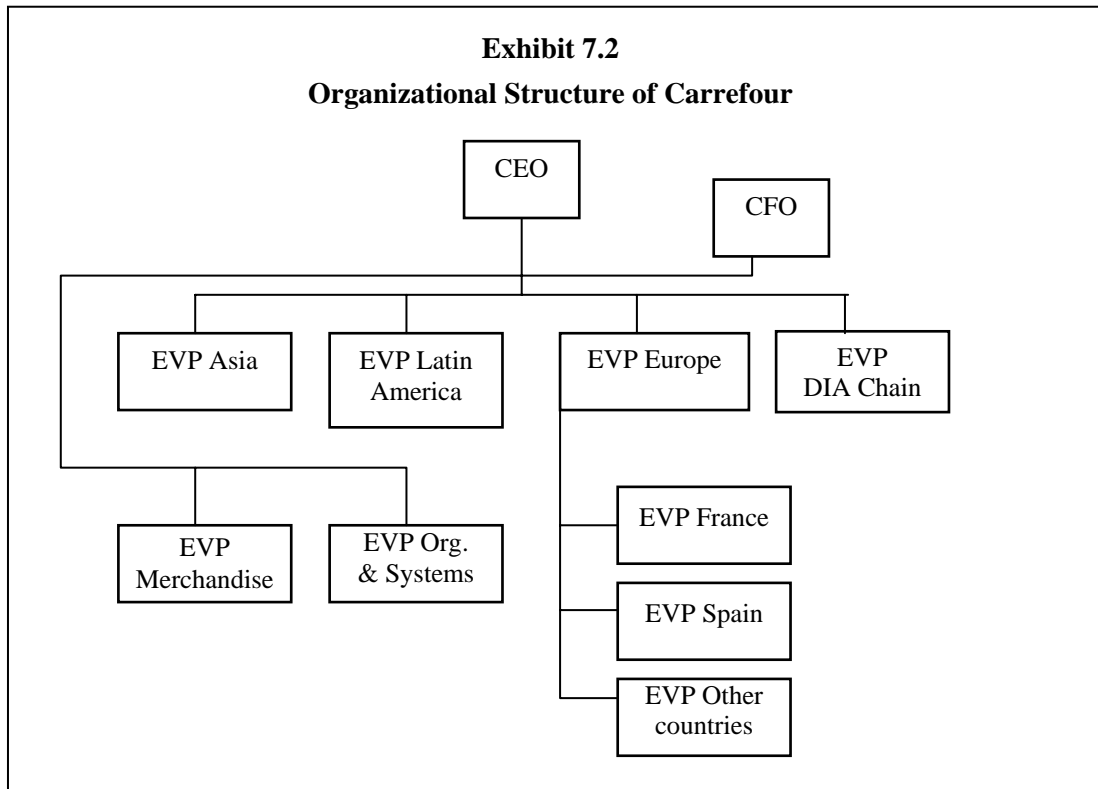 Exhibit 7.2
Organizational Structure of Carrefour
CEO
CFO
EVP Asia
EVP Latin
America
EVP Europe
EVP
DIA Chain
EVP
Merchandise
EVP Org.
& Systems
EVP France
EVP Spain
EVP Other
countries